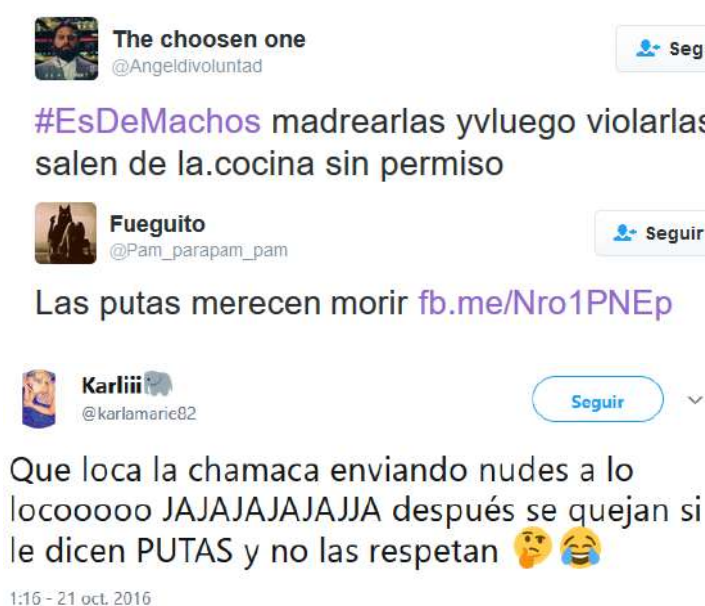 The choosen one
Seg
@Angeldivoluntad
#EsDeMachos madrearlas yvluego violarlas
salen de la.cocina sin permiso
Fueguito
Seguir
@Pam_parapam_pam
Las putas merecen morir fb.me/Nro1PNEp
Karliii
Seguir
@karlamarie82
Que loca la chamaca enviando nudes a lo
locooooo JAJAJAJAJAJJA después se quejan si
le dicen PUTAS y no las respetan 🤔😂
1:16 - 21 oct. 2016